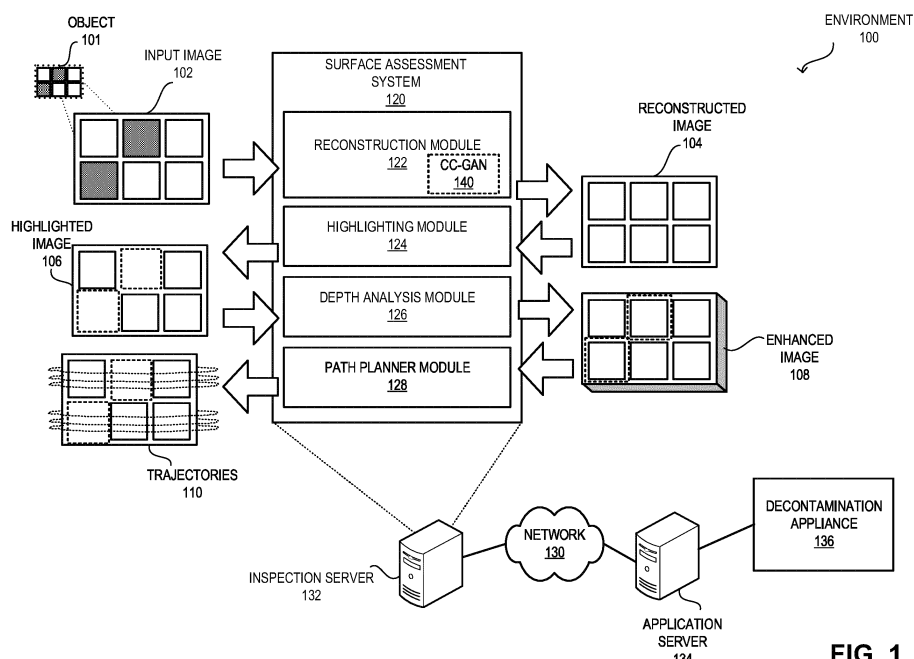 OBJECT
101
INPUT IMAGE
102
ENVIRONMENT
100
SURFACE ASSESSMENT
SYSTEM
120
RECONSTRUCTION MODULE
122
CC-GAN
140
RECONSTRUCTED
IMAGE
104
HIGHLIGHTED
IMAGE
106
HIGHLIGHTING MODULE
124
DEPTH ANALYSIS MODULE
126
ENHANCED
IMAGE
108
PATH PLANNER MODULE
128
TRAJECTORIES
110
DECONTAMINATION
APPLIANCE
136
NETWORK
130
INSPECTION SERVER
132
APPLICATION
SERVER
134
FIG. 1